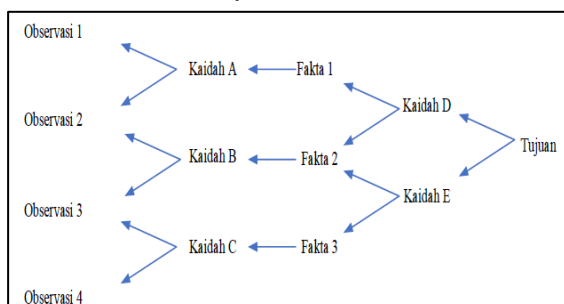 Observasi 1
Kaidah A
Fakta 1
Kaidah D
Observasi 2
Kaidah B
Fakta 2
Tujuan
Kaidah E
Observasi 3
Kaidah C
Fakta 3
Observasi 4